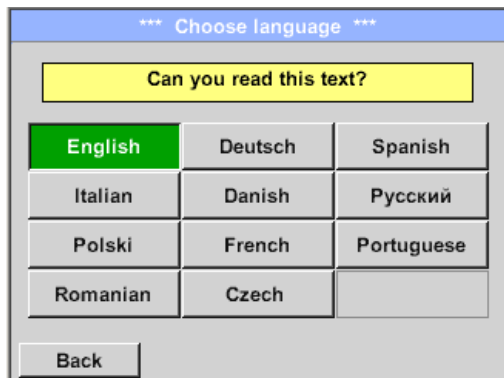 *** Choose language ***
Can you read this text?
English Deutsch Spanish
Italian Danish Русский
Polski French Portuguese
Romanian Czech
Back